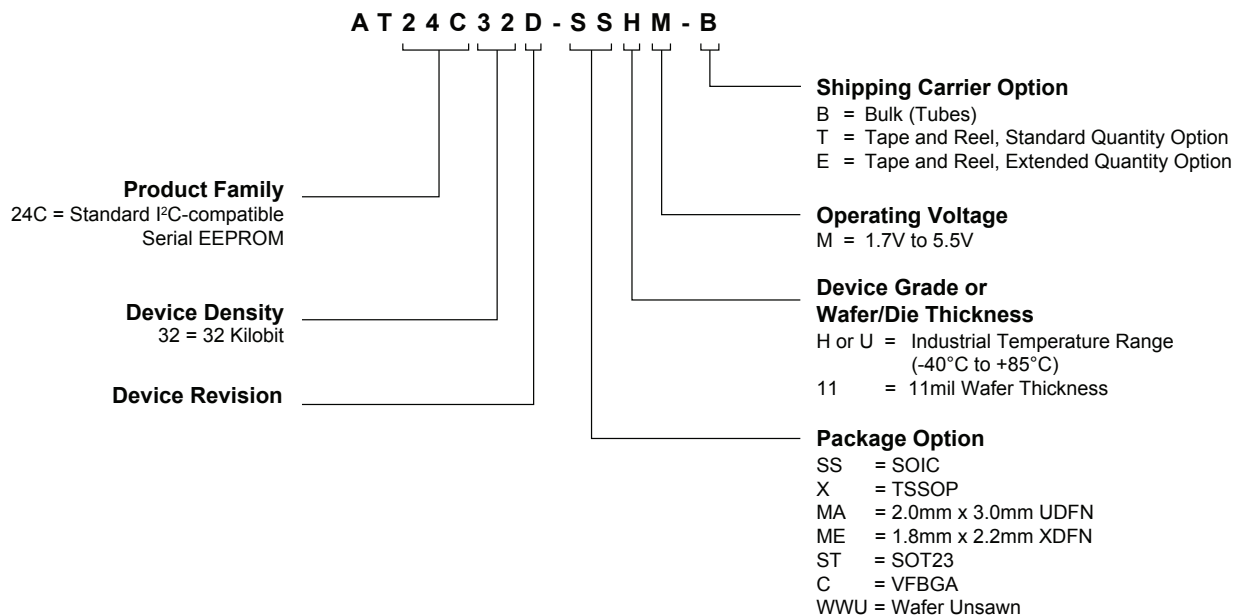 AT24C32D-SSHM-B
Shipping Carrier Option
B = Bulk (Tubes)
T = Tape and Reel, Standard Quantity Option
E = Tape and Reel, Extended Quantity Option
Product Family
24C = Standard I²C-compatible
Serial EEPROM
Operating Voltage
M = 1.7V to 5.5V
Device Density
32 = 32 Kilobit
Device Grade or
Wafer/Die Thickness
H or U = Industrial Temperature Range
(-40°C to +85°C)
11 = 11mil Wafer Thickness
Device Revision
Package Option
SS = SOIC
X = TSSOP
MA = 2.0mm x 3.0mm UDFN
ME = 1.8mm x 2.2mm XDFN
ST = SOT23
C = VFBGA
WWU = Wafer Unsawn